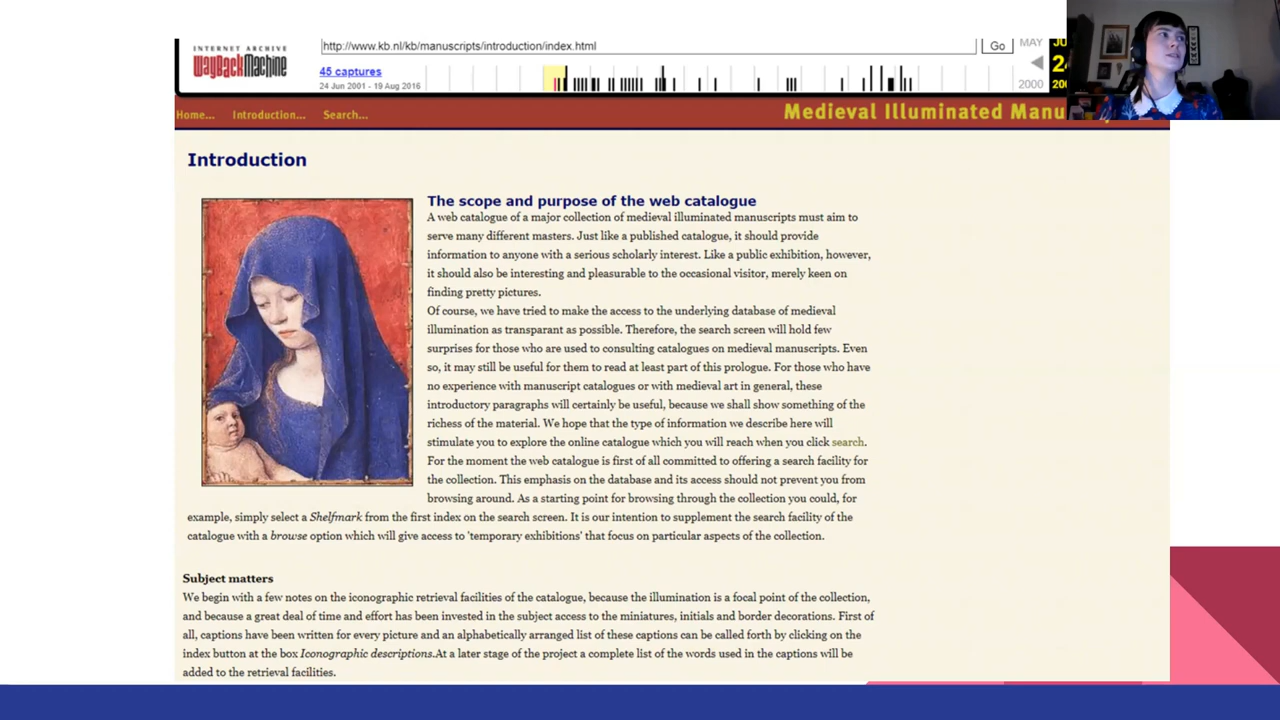 INTERNET ARCHIVE
WayBackMachine
http://www.kb.nl/kb/manuscripts/introduction/index.html
Go
MAY
45 captures
24 Jun 2001 - 19 Aug 2016
2000
Home...
Introduction...
Search...
Medieval Illuminated
Introduction
The scope and purpose of the web catalogue
A web catalogue of a major collection of medieval illuminated manuscripts must aim to
serve many different masters. Just like a published catalogue, it should provide
information to anyone with a serious scholarly interest. Like a public exhibition, however,
it should also be interesting and pleasurable to the occasional visitor, merely keen on
finding pretty pictures.
Of course, we have tried to make the access to the underlying database of medieval
illumination as transparant as possible. Therefore, the search screen will hold few
surprises for those who are used to consulting catalogues on medieval manuscripts. Even
so, it may still be useful for them to read at least part of this prologue. For those who have
no experience with manuscript catalogues or with medieval art in general, these
introductory paragraphs will certainly be useful, because we shall show something of the
richess of the material. We hope that the type of information we describe here will
stimulate you to explore the online catalogue which you will reach when you click search.
For the moment the web catalogue is first of all committed to offering a search facility for
the collection. This emphasis on the database and its access should not prevent you from
browsing around. As a starting point for browsing through the collection you could, for
example, simply select a Shelfmark from the first index on the search screen. It is our intention to supplement the search facility of the
catalogue with a browse option which will give access to 'temporary exhibitions' that focus on particular aspects of the collection.
Subject matters
We begin with a few notes on the iconographic retrieval facilities of the catalogue, because the illumination is a focal point of the collection,
and because a great deal of time and effort has been invested in the subject access to the miniatures, initials and border decorations. First of
all, captions have been written for every picture and an alphabetically arranged list of these captions can be called forth by clicking on the
index button at the box Iconographic descriptions.At a later stage of the project a complete list of the words used in the captions will be
added to the retrieval facilities.